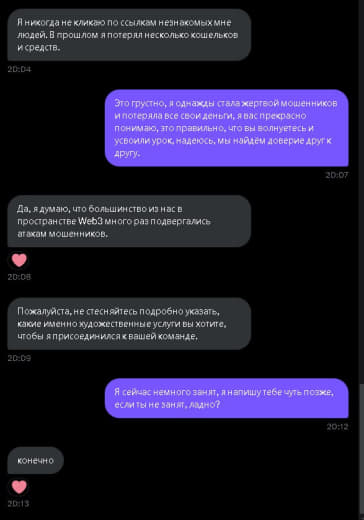 Я никогда не кликаю по ссылкам незнакомых мне
людей. В прошлом я потерял несколько кошельков
и средств.
20:04
Это грустно, я однажды стала жертвой мошенников
и потеряла все свои деньги, я вас прекрасно
понимаю, это правильно, что вы волнуетесь и
усвоили урок, надеюсь, мы найдём доверие друг к
другу.
20:07
Да, я думаю, что большинство из нас в
пространстве Web3 много раз подвергались
атакам мошенников.
20:08
Пожалуйста, не стесняйтесь подробно указать,
какие именно художественные услуги вы хотите,
чтобы я присоединился к вашей команде.
20:09
Я сейчас немного занят, я напишу тебе чуть позже,
если ты не занят, ладно?
20:12
конечно
20:13